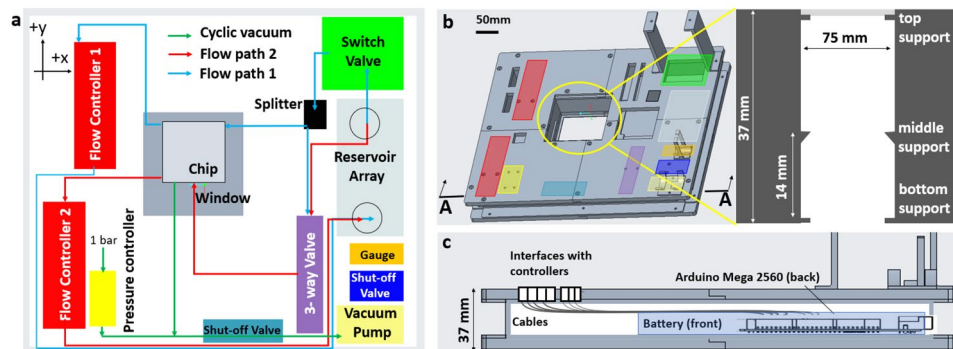 a
+y
+x
Cyclic vacuum
Flow path 2
Flow path 1
Flow Controller 1
Switch
Valve
Splitter
Chip
Window
Reservoir
Array
Flow Controller 2
1 bar
Pressure controller
3- way Valve
Gauge
Shut-off
Valve
Shut-off Valve
Vacuum
Pump
b
50mm
A
A
75 mm
37 mm
14 mm
top
support
middle
support
bottom
support
c
Interfaces with
controllers
Arduino Mega 2560 (back)
Cables
Battery (front)
37 mm